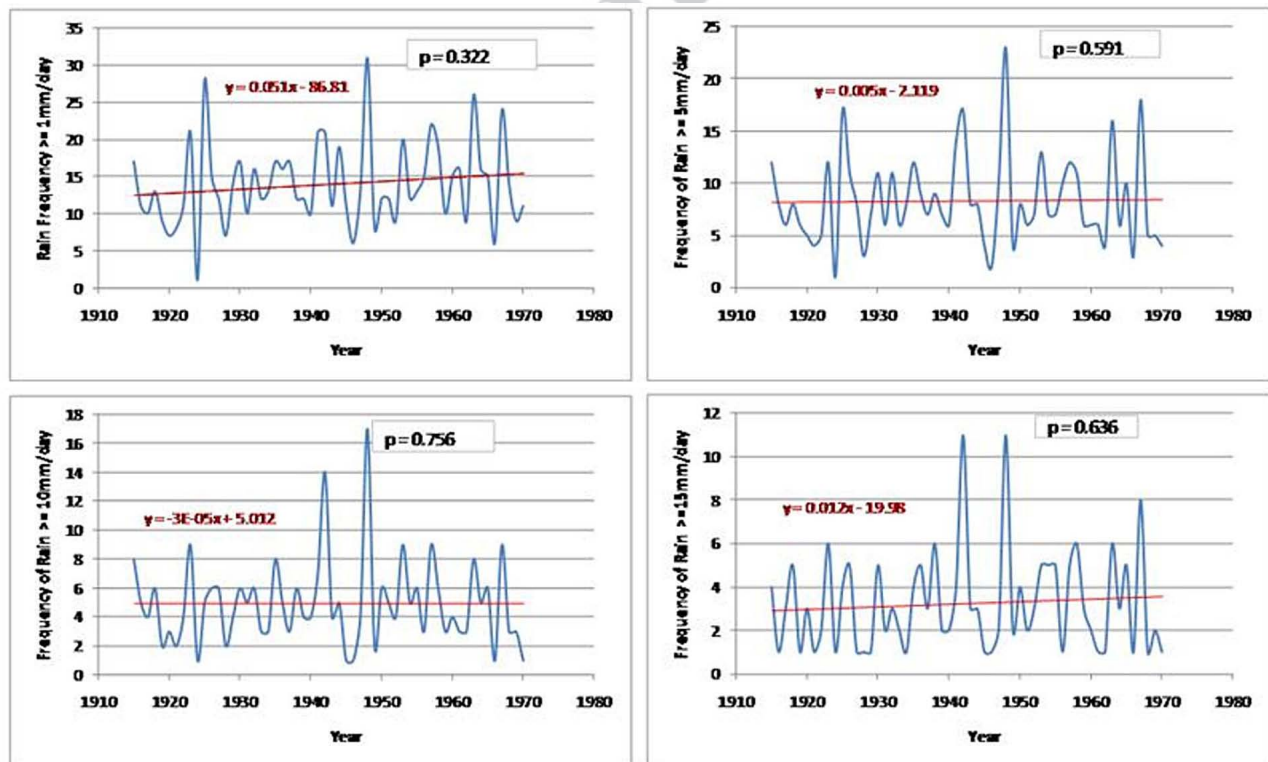 35
30
25
20
15
10
5
0
Rain Frequency >= 1mm/day
p = 0.322
y = 0.051x - 86.81
1910 1920 1930 1940 1950 1960 1970 1980
Year
25
20
15
10
5
0
Frequency of Rain >= 5mm/day
p = 0.591
y = 0.005x - 2.119
1910 1920 1930 1940 1950 1960 1970 1980
Year
18
16
14
12
10
8
6
4
2
0
Frequency of Rain >= 10mm/day
p = 0.756
y = -3E-05x + 5.012
1910 1920 1930 1940 1950 1960 1970 1980
Year
12
10
8
6
4
2
0
Frequency of Rain >=15mm/day
p = 0.636
y = 0.012x - 19.98
1910 1920 1930 1940 1950 1960 1970 1980
Year